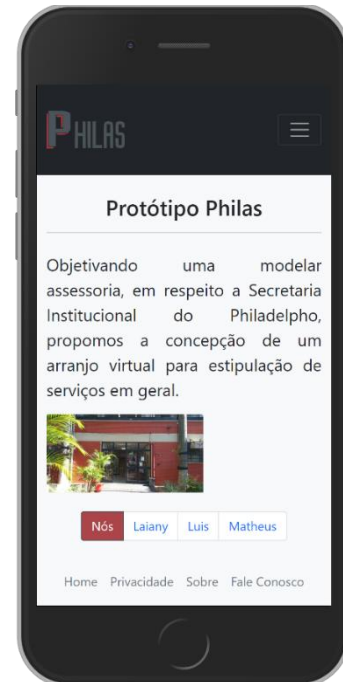 PHILAS
Protótipo Philas
Objetivando uma modelar
assessoria, em respeito a Secretaria
Institucional do Philadelpho,
propomos a concepção de um
arranjo virtual para estipulação de
serviços em geral.
Nós Laiany Luis Matheus
Home Privacidade Sobre Fale Conosco